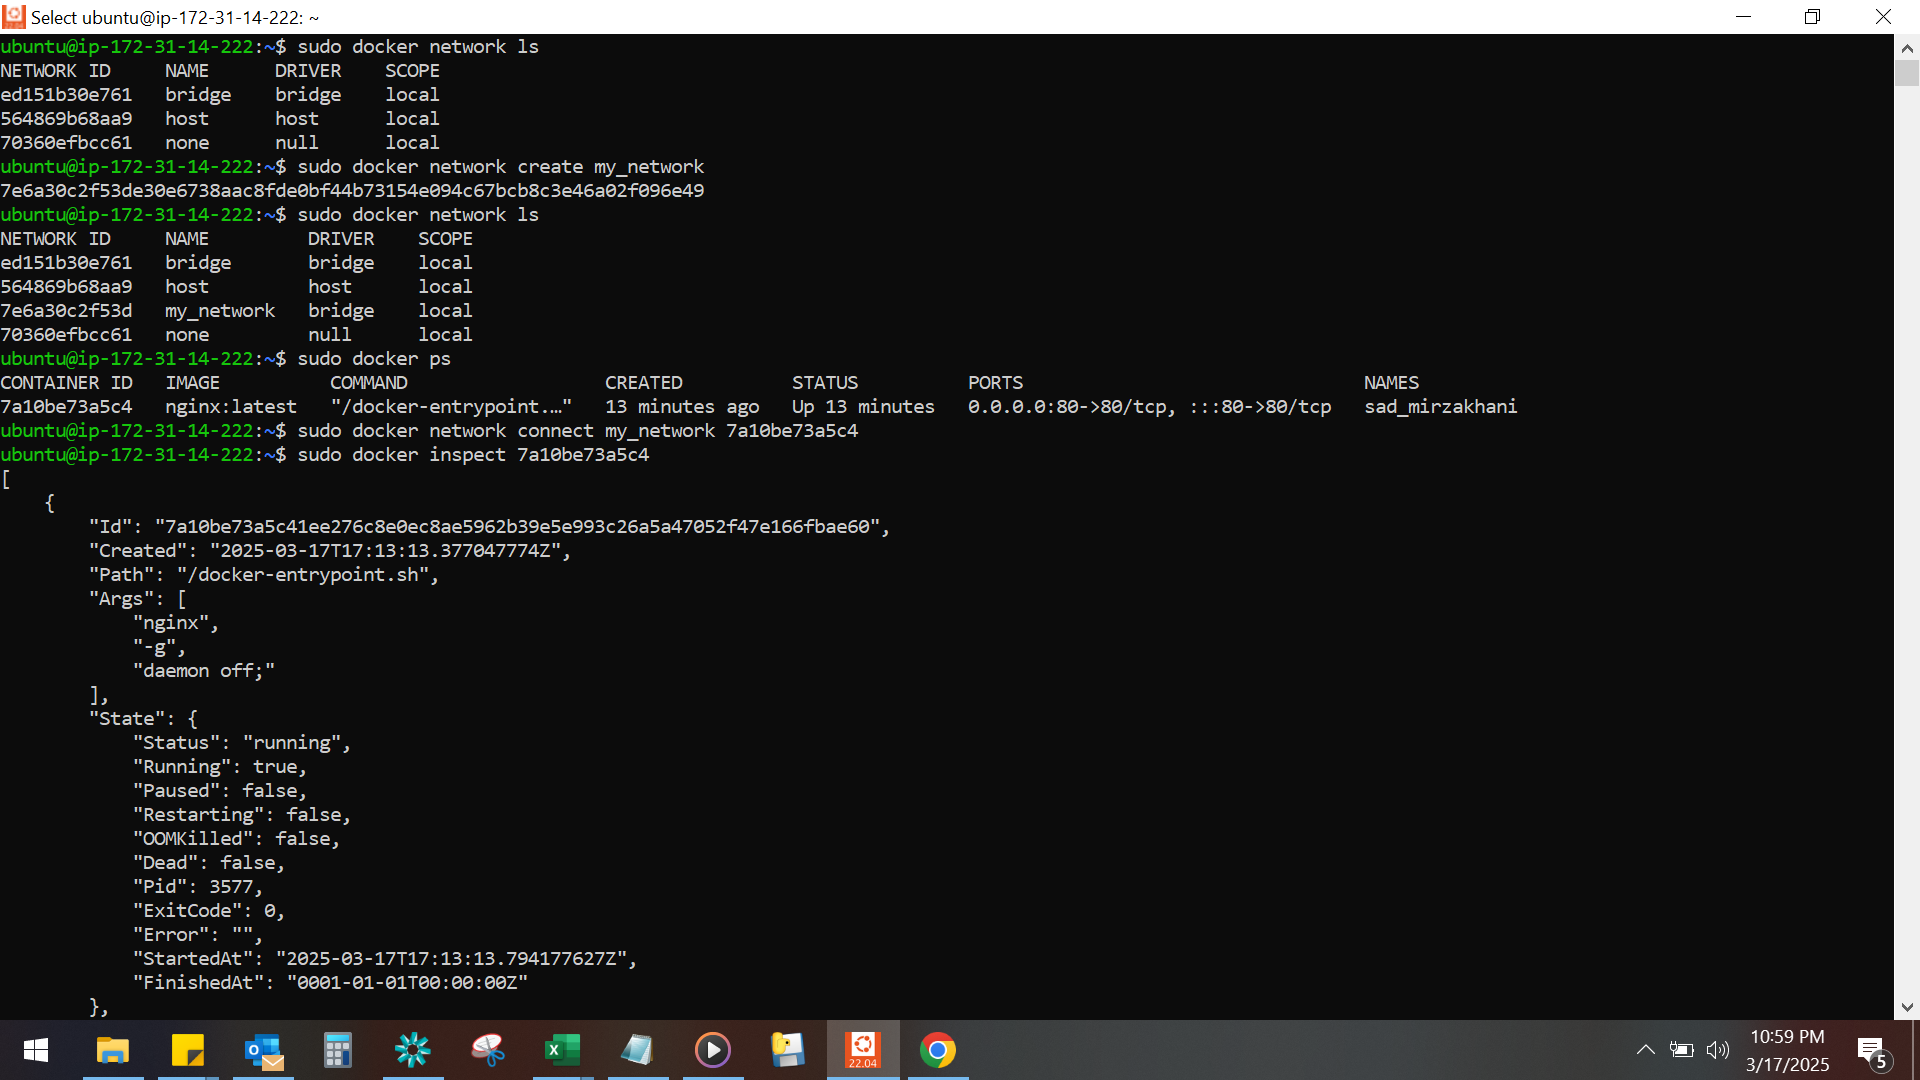 Select ubuntu@ip-172-31-14-222: ~
ubuntu@ip-172-31-14-222:~$ sudo docker network ls
NETWORK ID     NAME      DRIVER    SCOPE
ed151b30e761   bridge    bridge    local
564869b68aa9   host      host      local
70360efbcc61   none      null      local
ubuntu@ip-172-31-14-222:~$ sudo docker network create my_network
7e6a30c2f53de30e6738aac8fde0bf44b73154e094c67bcb8c3e46a02f096e49
ubuntu@ip-172-31-14-222:~$ sudo docker network ls
NETWORK ID     NAME         DRIVER    SCOPE
ed151b30e761   bridge       bridge    local
564869b68aa9   host         host      local
7e6a30c2f53d   my_network   bridge    local
70360efbcc61   none         null      local
ubuntu@ip-172-31-14-222:~$ sudo docker ps
CONTAINER ID   IMAGE          COMMAND                  CREATED          STATUS          PORTS                               NAMES
7a10be73a5c4   nginx:latest   "/docker-entrypoint.…"   13 minutes ago   Up 13 minutes   0.0.0.0:80->80/tcp, :::80->80/tcp   sad_mirzakhani
ubuntu@ip-172-31-14-222:~$ sudo docker network connect my_network 7a10be73a5c4
ubuntu@ip-172-31-14-222:~$ sudo docker inspect 7a10be73a5c4
[
    {
        "Id": "7a10be73a5c41ee276c8e0ec8ae5962b39e5e993c26a5a47052f47e166fbae60",
        "Created": "2025-03-17T17:13:13.377047774Z",
        "Path": "/docker-entrypoint.sh",
        "Args": [
            "nginx",
            "-g",
            "daemon off;"
        ],
        "State": {
            "Status": "running",
            "Running": true,
            "Paused": false,
            "Restarting": false,
            "OOMKilled": false,
            "Dead": false,
            "Pid": 3577,
            "ExitCode": 0,
            "Error": "",
            "StartedAt": "2025-03-17T17:13:13.794177627Z",
            "FinishedAt": "0001-01-01T00:00:00Z"
        },
22.04
10:59 PM
3/17/2025
5